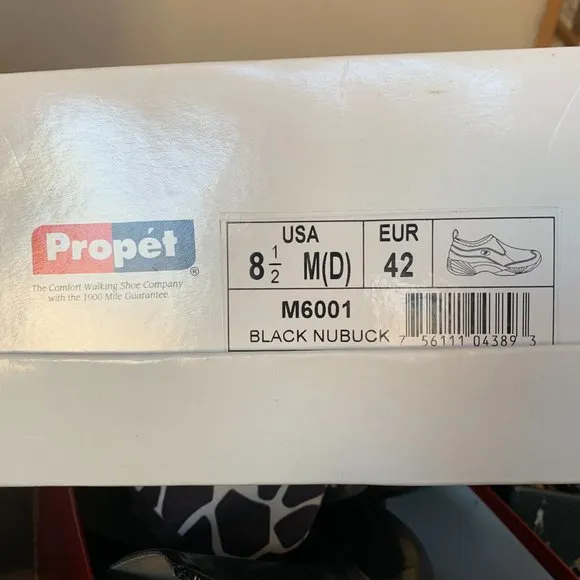 Propét
®
The Comfort Walking Shoe Company
with the 1000 Mile Guarantee.
USA
8 1/2 M(D)
EUR
42
M6001
BLACK NUBUCK
7 56111 04389 3